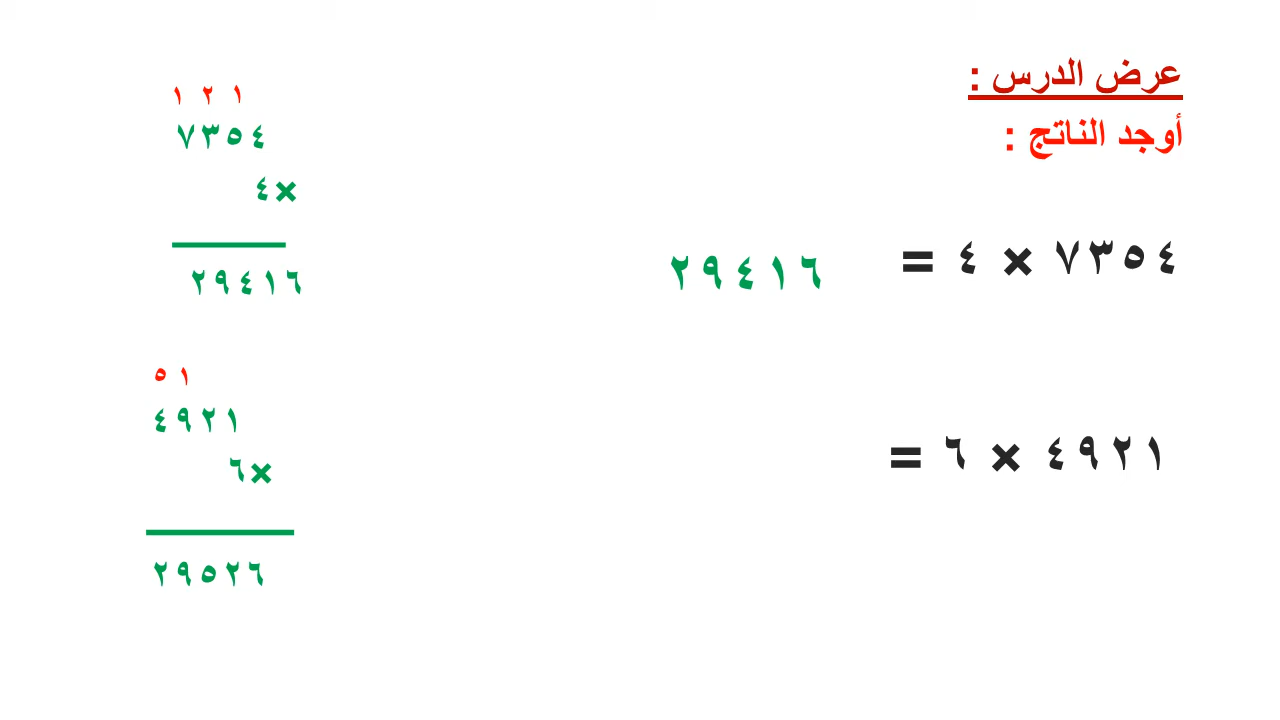 عرض الدرس :
أوجد الناتج :
٧٣٥٤ × ٤ =
٢٩٤١٦
٤٩٢١ × ٦ =
١ ٢ ١
٧٣٥٤
٤×
٢٩٤١٦
٥ ١
٤٩٢١
٦×
٢٩٥٢٦